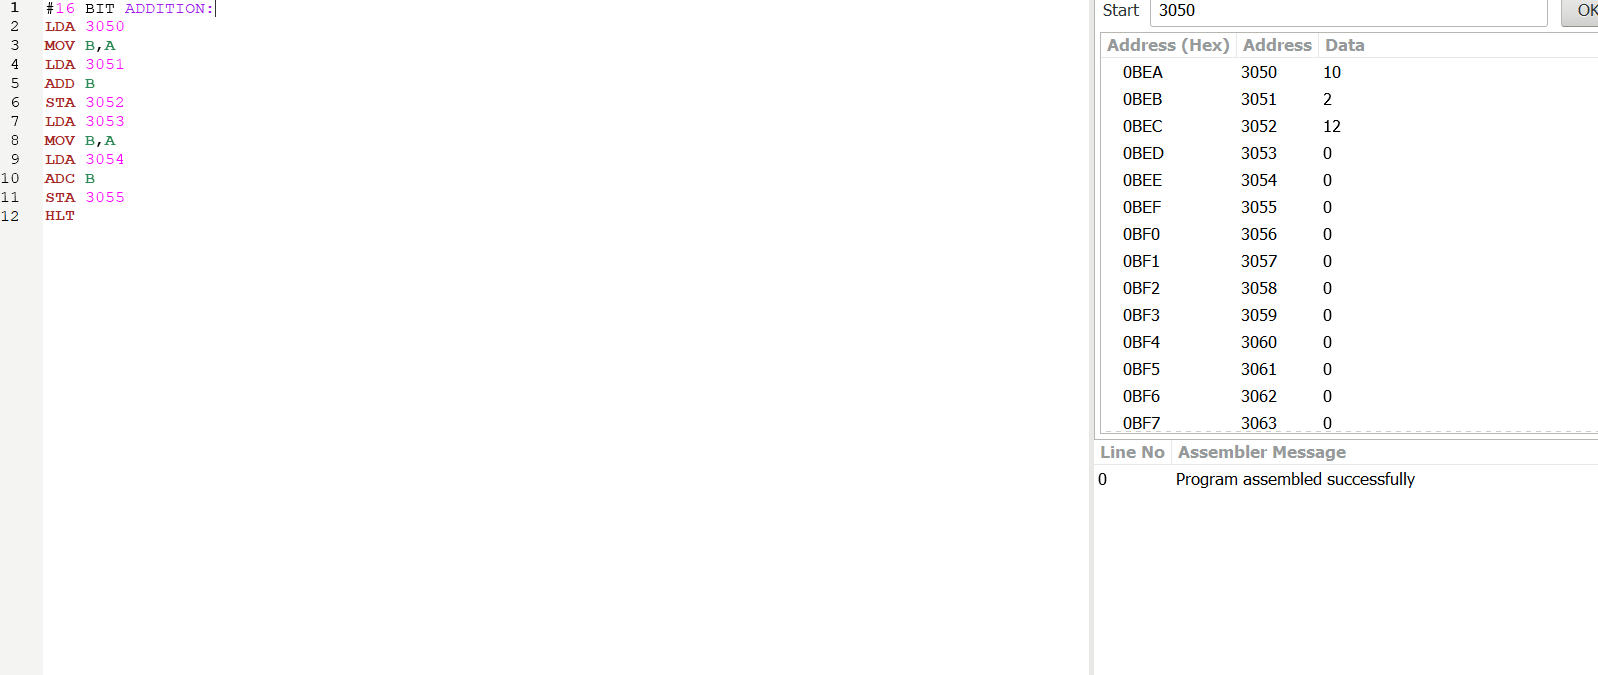 1 #16 BIT ADDITION:
2 LDA 3050
3 MOV B,A
4 LDA 3051
5 ADD B
6 STA 3052
7 LDA 3053
8 MOV B,A
9 LDA 3054
10 ADC B
11 STA 3055
12 HLT
Start 3050 OK
Address (Hex) Address Data
0BEA 3050 10
0BEB 3051 2
0BEC 3052 12
0BED 3053 0
0BEE 3054 0
0BEF 3055 0
0BF0 3056 0
0BF1 3057 0
0BF2 3058 0
0BF3 3059 0
0BF4 3060 0
0BF5 3061 0
0BF6 3062 0
0BF7 3063 0
Line No Assembler Message
0 Program assembled successfully